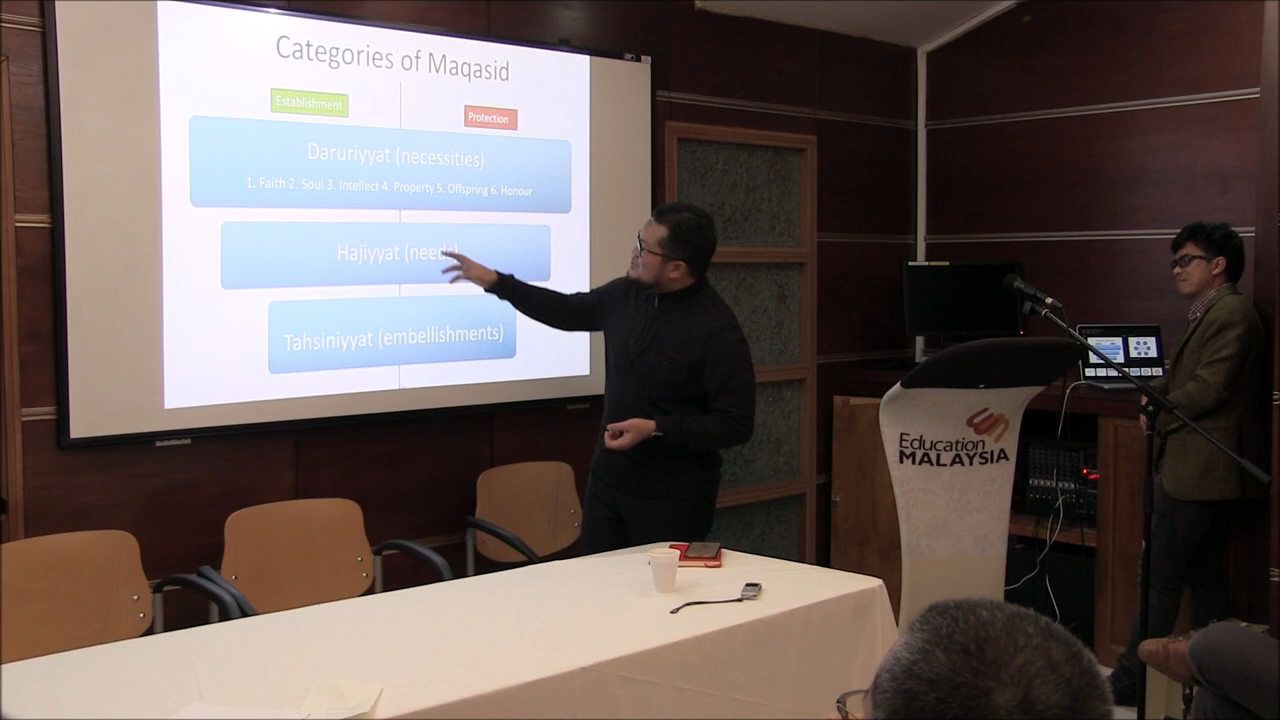 Categories of Maqasid
Establishment
Protection
Daruriyyat (necessities)
1. Faith 2. Soul 3. Intellect 4. Property 5. Offspring 6. Honour
Hajiyyat (needs)
Tahsiniyyat (embellishments)
Education
MALAYSIA